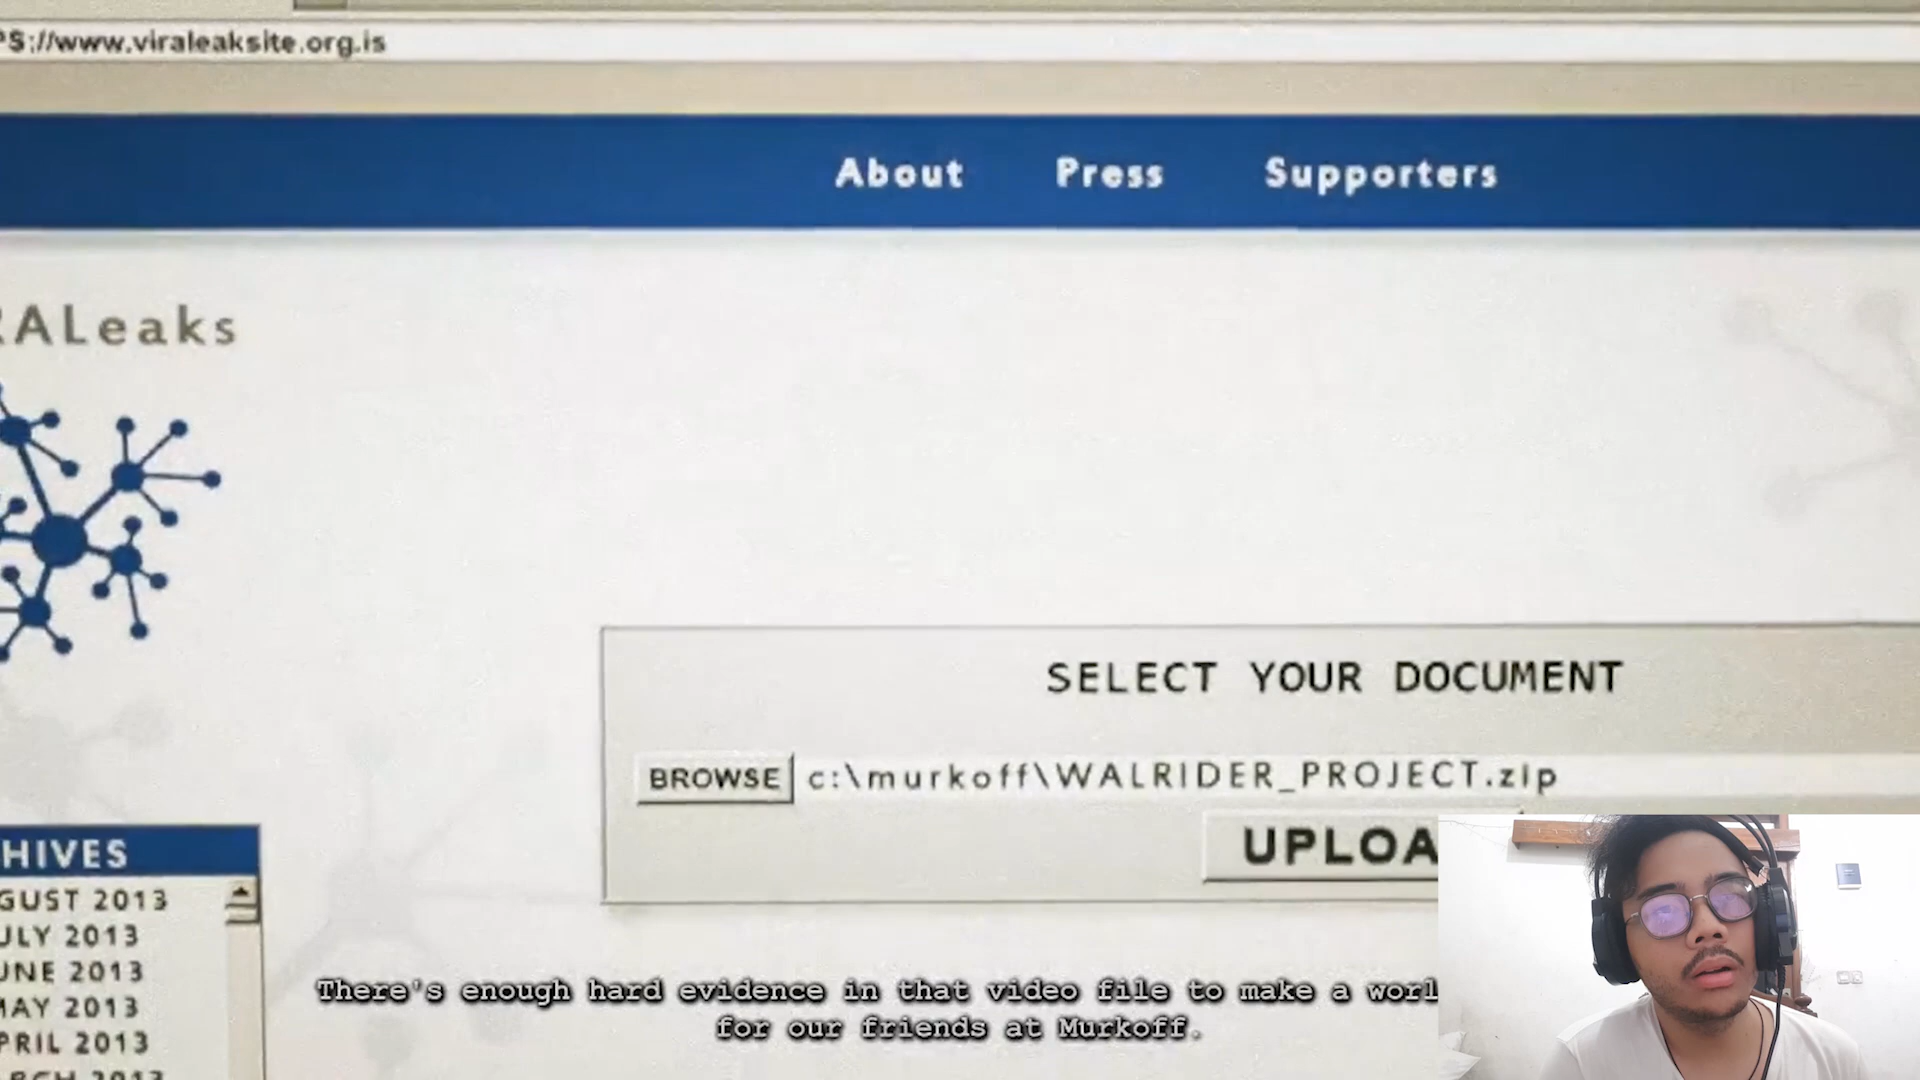 PS://www.viraleaksite.org.is
About Press Supporters
RALeaks
SELECT YOUR DOCUMENT
BROWSE c:\murkoff\WALRIDER_PROJECT.zip
UPLOA
HIVES
GUST 2013
ULY 2013
UNE 2013
MAY 2013
PRIL 2013
RCH 2013
There's enough hard evidence in that video file to make a worl
for our friends at Murkoff.